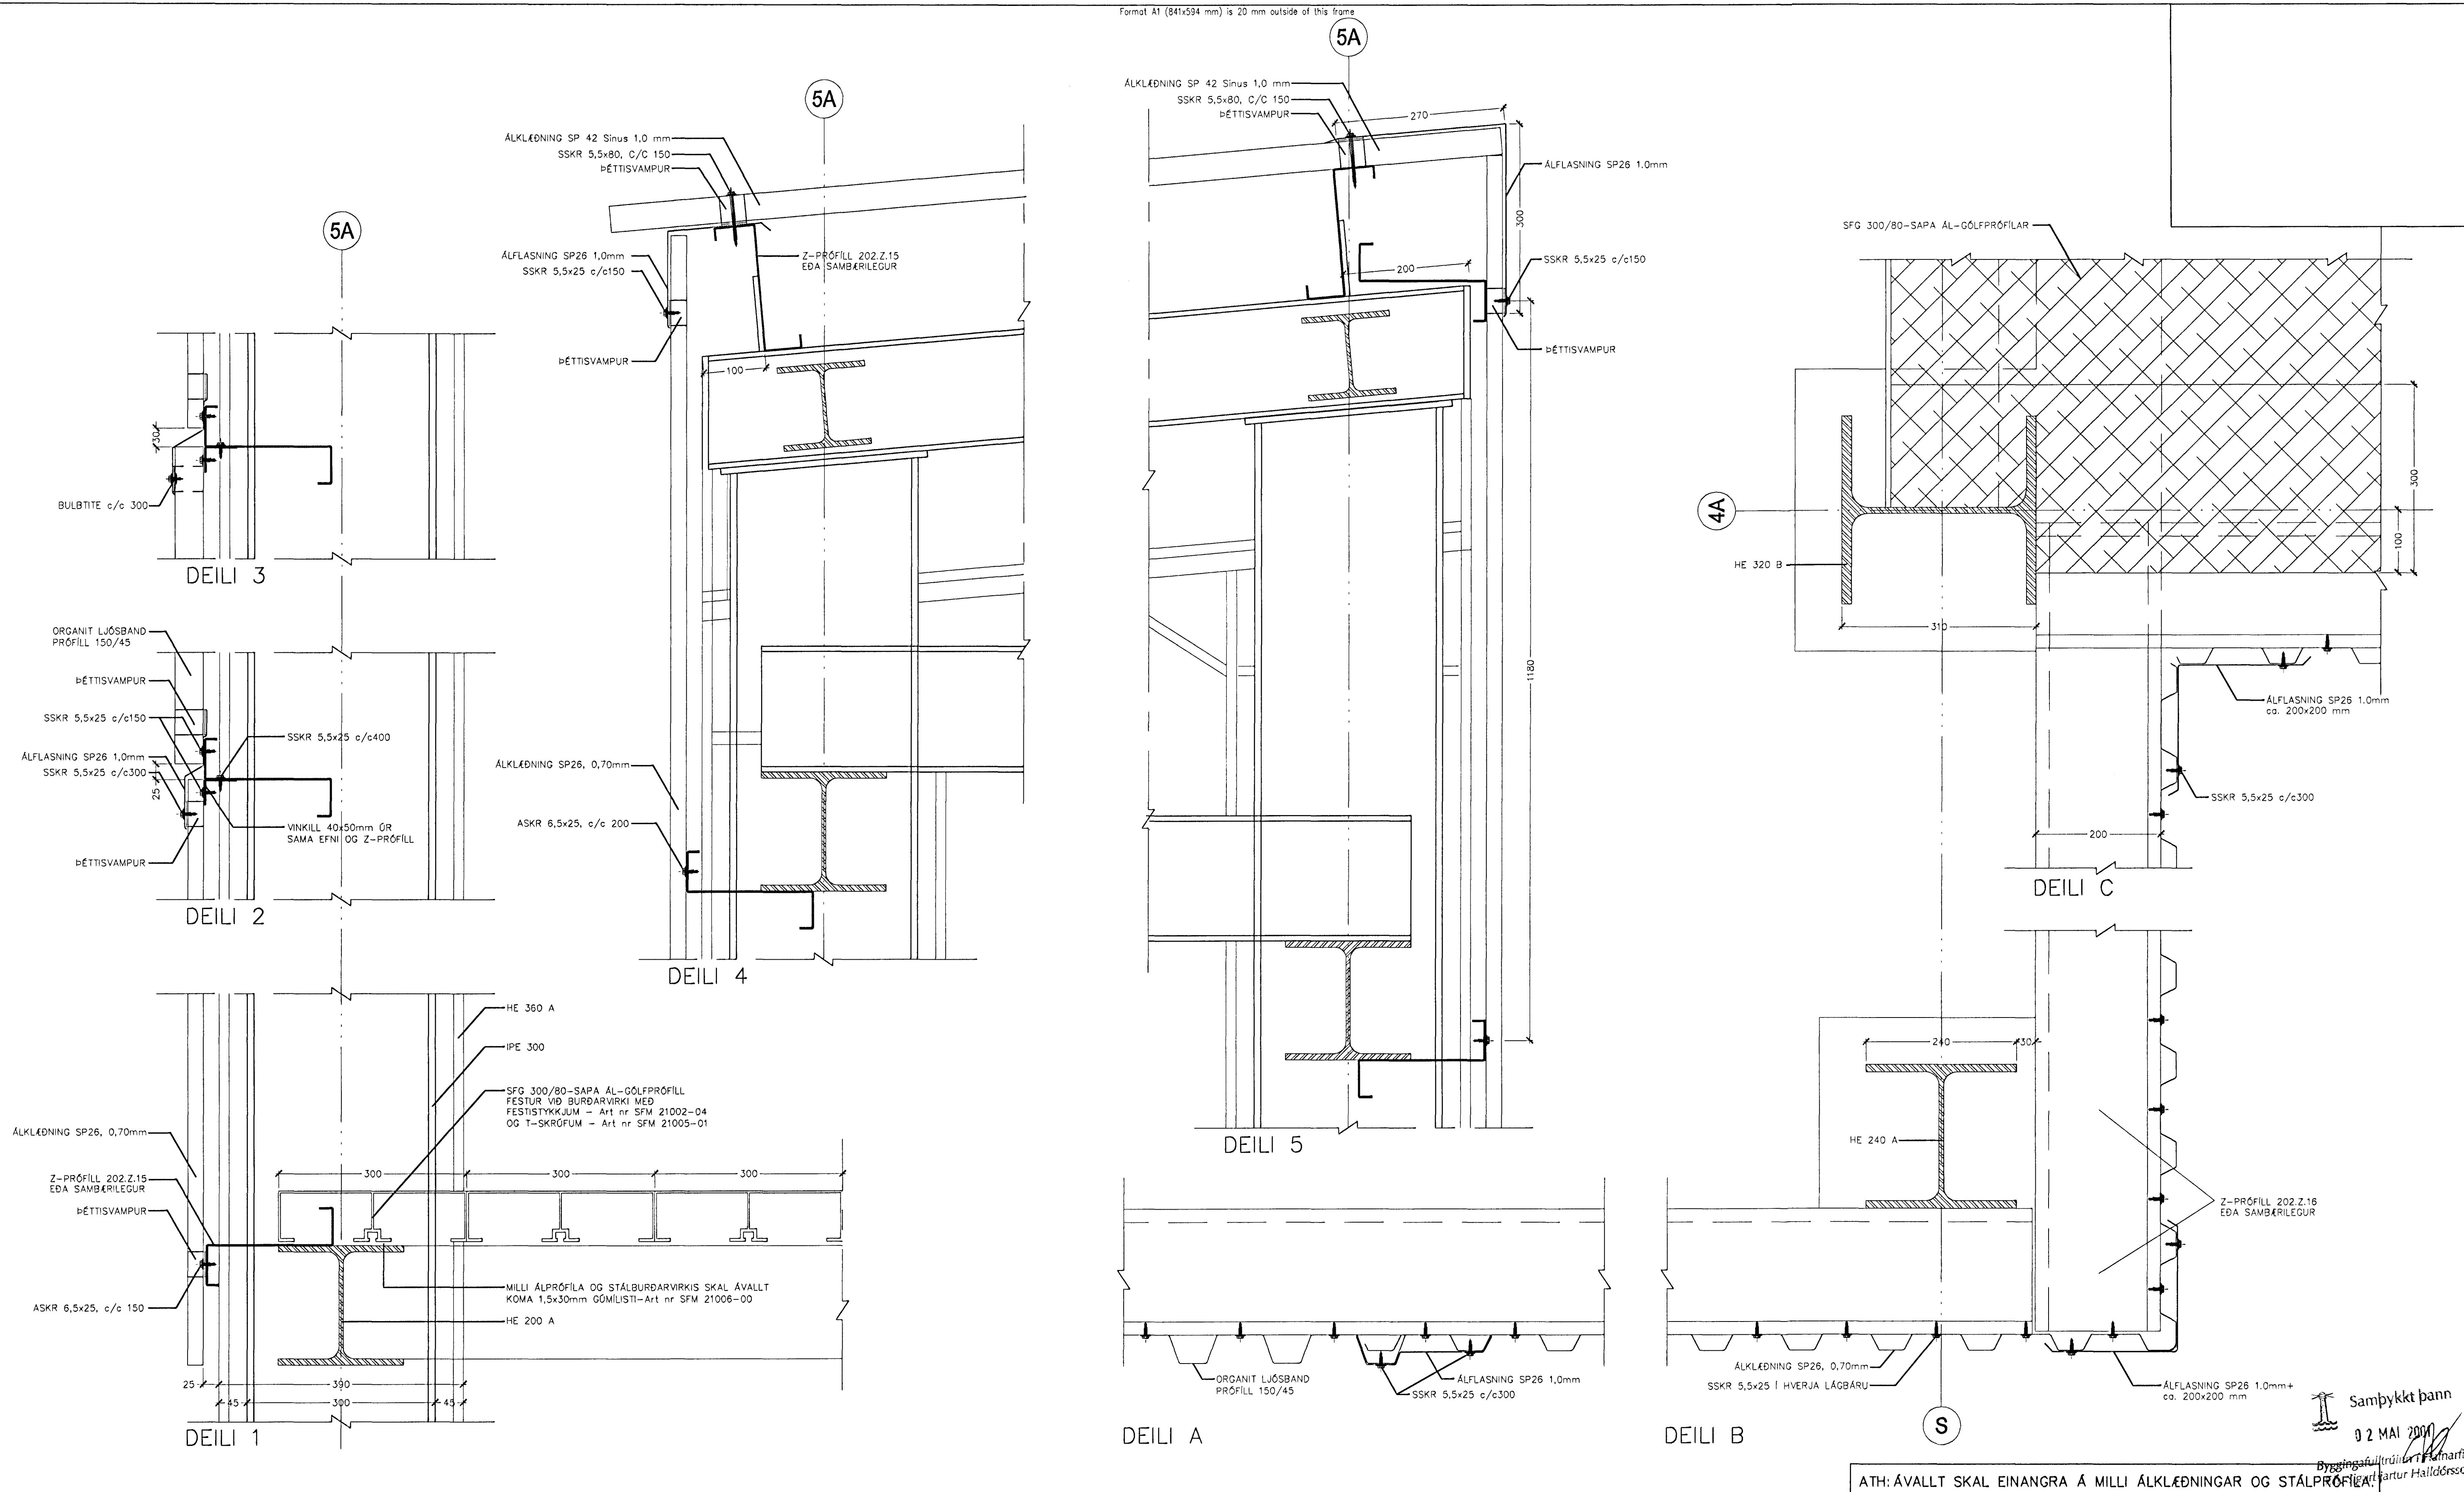 Format A1 (841x594 mm) is 20 mm outside of this frame
5A
BULBTITE c/c 300
30
DEILI 3
ORGANIT LJÓSBAND
PRÓFÍLL 150/45
ÞÉTTISVAMPUR
SSKR 5,5x25 c/c150
ÁLFLASNING SP26 1,0mm
SSKR 5,5x25 c/c300
25
ÞÉTTISVAMPUR
SSKR 5,5x25 c/c400
VINKILL 40x50mm ÚR
SAMA EFNI OG Z-PRÓFÍLL
DEILI 2
HE 360 A
IPE 300
SFG 300/80-SAPA ÁL-GÓLFPRÓFÍLL
FESTUR VIÐ BURÐARVIRKI MEÐ
FESTISTYKKJUM - Art nr SFM 21002-04
OG T-SKRÚFUM - Art nr SFM 21005-01
ÁLKLÆÐNING SP26, 0,70mm
Z-PRÓFÍLL 202.Z.15
EÐA SAMBÆRILEGUR
ÞÉTTISVAMPUR
ASKR 6,5x25, c/c 150
300
300
300
MILLI ÁLPRÓFÍLA OG STÁLBURÐARVIRKIS SKAL ÁVALLT
KOMA 1,5x30mm GÚMÍLISTI-Art nr SFM 21006-00
HE 200 A
25
390
45
300
45
DEILI 1
5A
ÁLKLÆÐNING SP 42 Sinus 1,0 mm
SSKR 5,5x80, C/C 150
ÞÉTTISVAMPUR
ÁLFLASNING SP26 1,0mm
SSKR 5,5x25 c/c150
Z-PRÓFÍLL 202.Z.15
EÐA SAMBÆRILEGUR
ÞÉTTISVAMPUR
100
ÁLKLÆÐNING SP26, 0,70mm
ASKR 6,5x25, c/c 200
DEILI 4
5A
ÁLKLÆÐNING SP 42 Sinus 1,0 mm
SSKR 5,5x80, C/C 150
ÞÉTTISVAMPUR
270
ÁLFLASNING SP26 1.0mm
300
200
SSKR 5,5x25 c/c150
ÞÉTTISVAMPUR
1180
DEILI 5
ORGANIT LJÓSBAND
PRÓFÍLL 150/45
ÁLFLASNING SP26 1,0mm
SSKR 5,5x25 c/c300
DEILI A
SFG 300/80-SAPA ÁL-GÓLFPRÓFÍLAR
4A
HE 320 B
310
300
100
ÁLFLASNING SP26 1.0mm
ca. 200x200 mm
SSKR 5,5x25 c/c300
200
DEILI C
240
30
HE 240 A
Z-PRÓFÍLL 202.Z.16
EÐA SAMBÆRILEGUR
ÁLKLÆÐNING SP26, 0,70mm
SSKR 5,5x25 Í HVERJA LÁGBÁRU
ÁLFLASNING SP26 1.0mm+
ca. 200x200 mm
S
DEILI B
Samþykkt þann
02 MAI
Byggingafulltrúinn í
Halldórsso
ATH: ÁVALLT SKAL EINANGRA Á MILLI ÁLKLÆÐNINGAR OG STÁLPRÓFÍLA.